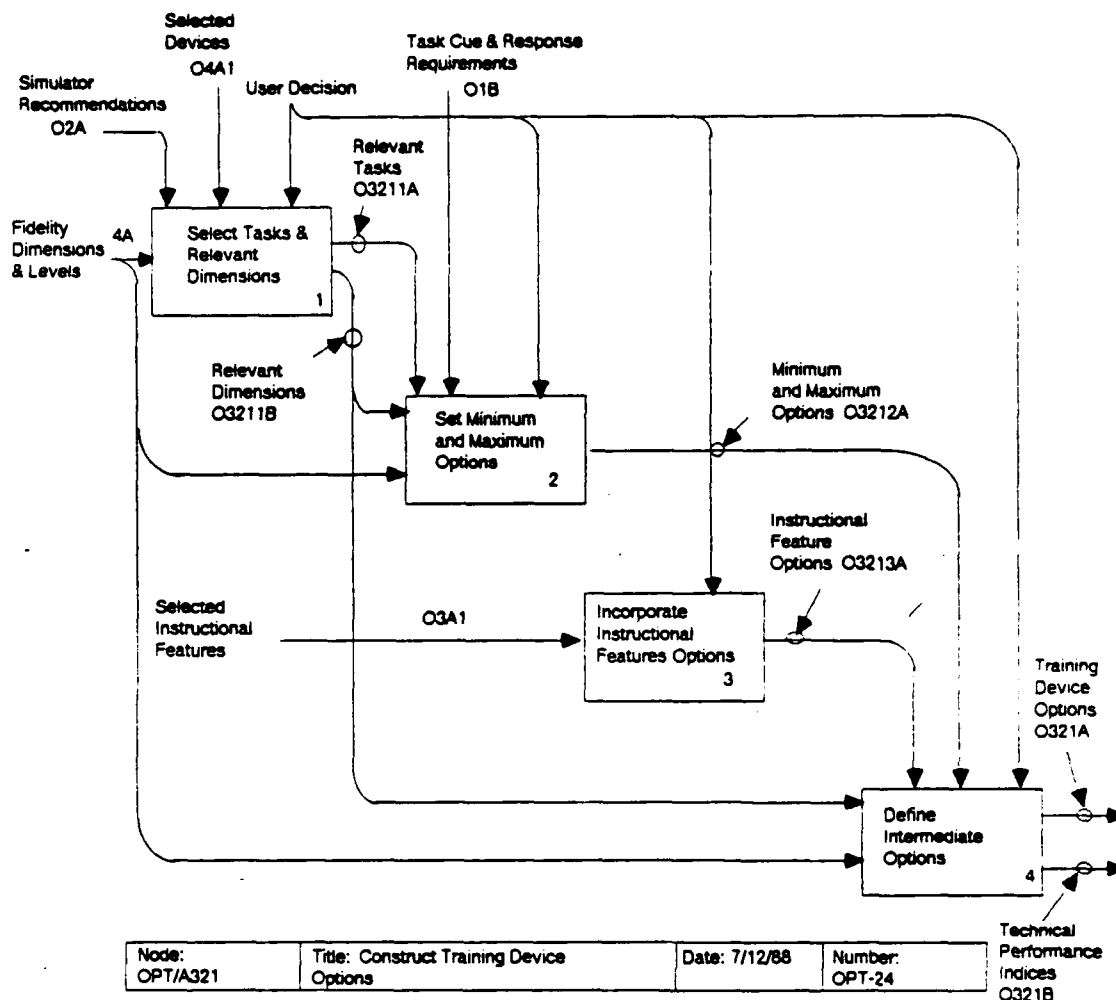 Selected
Devices
O4A1
Task Cue & Response
Requirements
O1B
Simulator
Recommendations
O2A
User Decision
Relevant
Tasks
O3211A
Fidelity
Dimensions
& Levels
4A
Select Tasks &
Relevant
Dimensions
1
Relevant
Dimensions
O3211B
Set Minimum
and Maximum
Options
2
Minimum
and Maximum
Options O3212A
Instructional
Feature
Options O3213A
Selected
Instructional
Features
O3A1
Incorporate
Instructional
Features Options
3
Training
Device
Options
O321A
Define
Intermediate
Options
4
Technical
Performance
Indices
O321B
Node:
OPT/A321
Title: Construct Training Device
Options
Date: 7/12/88
Number:
OPT-24